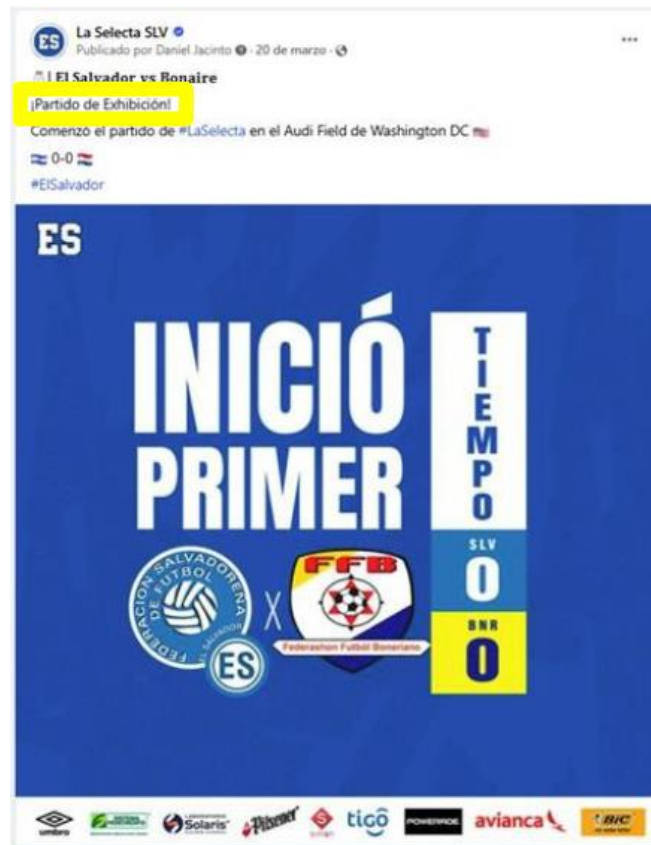 La Selecta SLV
Publicado por Daniel Jacinto · 20 de marzo ·
| El Salvador vs Bonaire
¡Partido de Exhibición!
Comenzó el partido de #LaSelecta en el Audi Field de Washington DC
0-0
#ElSalvador
ES
INICIÓ
PRIMER
TIEMPO
SLV
0
BNR
0
FEDERACION SALVADOREÑA
DE FUTBOL
EL SALVADOR
ES
X
FFB
Federashon Futbòl Boneriano
umbro
Solaris
Pilsener
tigo
POWERADE
avianca
BIC